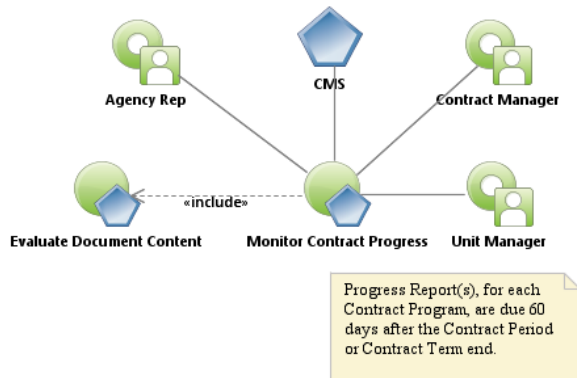 CMS
Agency Rep
Contract Manager
«include»
Evaluate Document Content
Monitor Contract Progress
Unit Manager
Progress Report(s), for each
Contract Program, are due 60
days after the Contract Period
or Contract Term end.